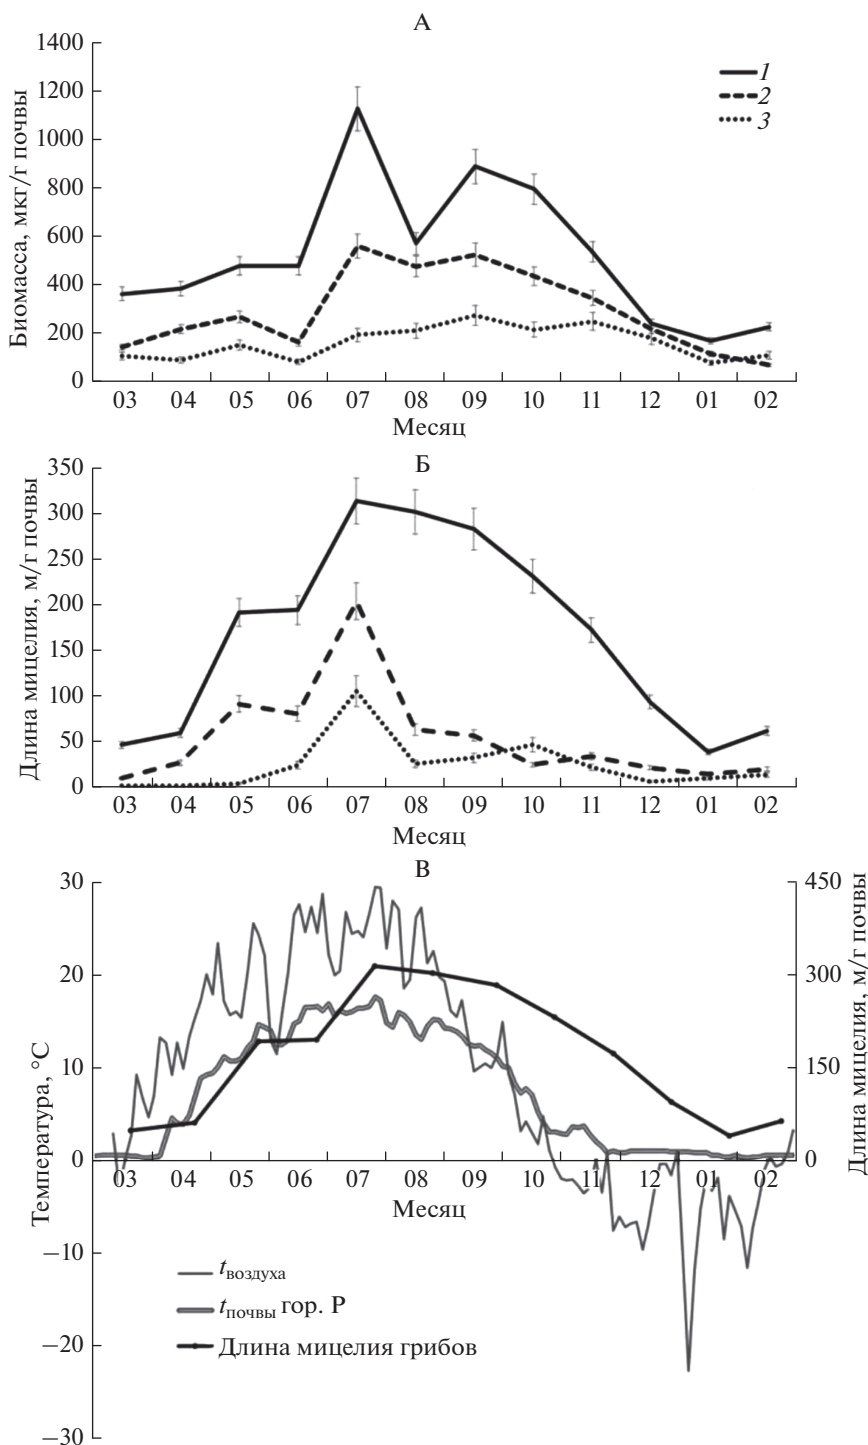 А
Биомасса, мкг/г почвы
1400
1200
1000
800
600
400
200
0
1
2
3
03 04 05 06 07 08 09 10 11 12 01 02
Месяц
Б
Длина мицелия, м/г почвы
350
300
250
200
150
100
50
0
03 04 05 06 07 08 09 10 11 12 01 02
Месяц
В
Температура, °C
30
20
10
0
−10
−20
−30
450
300
150
0
Длина мицелия, м/г почвы
03 04 05 06 07 08 09 10 11 12 01 02
Месяц
t воздуха
t почвы гор. Р
Длина мицелия грибов